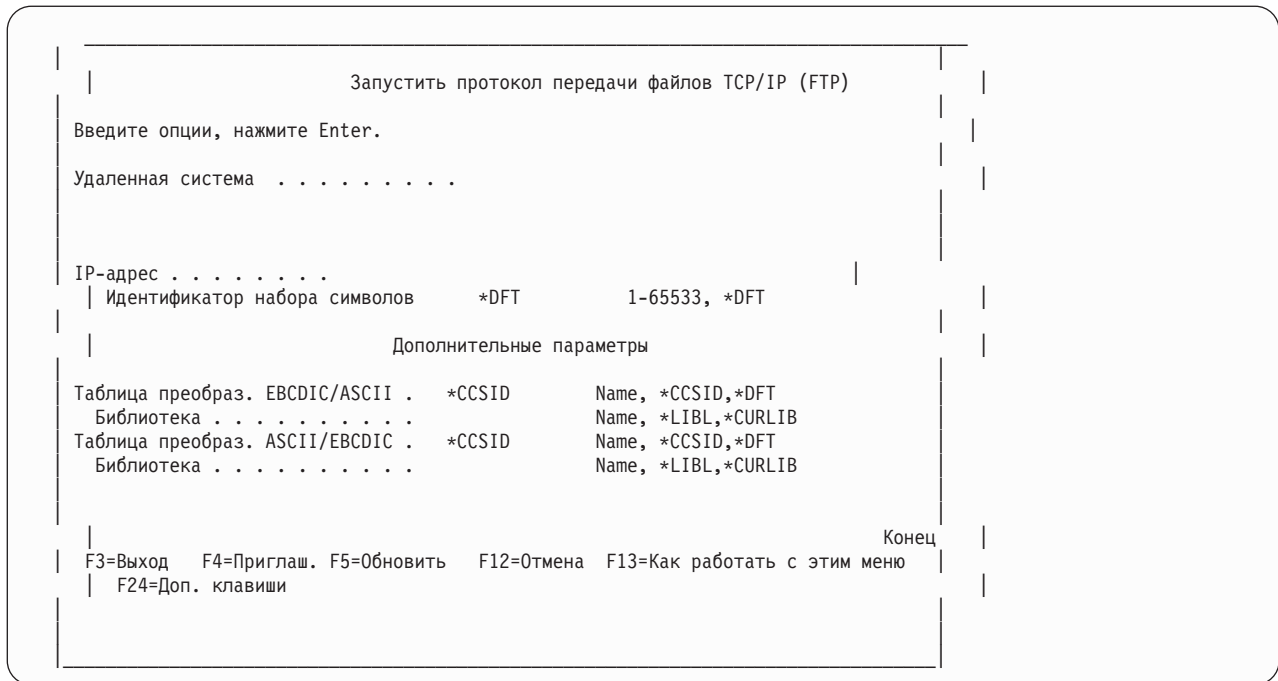 Запустить протокол передачи файлов TCP/IP (FTP)
Введите опции, нажмите Enter.
Удаленная система . . . . . . . . .
IP-адрес . . . . . . . .
Идентификатор набора символов *DFT 1-65533, *DFT
Дополнительные параметры
Таблица преобраз. EBCDIC/ASCII . *CCSID Name, *CCSID,*DFT
Библиотека . . . . . . . . . . Name, *LIBL,*CURLIB
Таблица преобраз. ASCII/EBCDIC . *CCSID Name, *CCSID,*DFT
Библиотека . . . . . . . . . . Name, *LIBL,*CURLIB
Конец
F3=Выход F4=Приглаш. F5=Обновить F12=Отмена F13=Как работать с этим меню
F24=Доп. клавиши